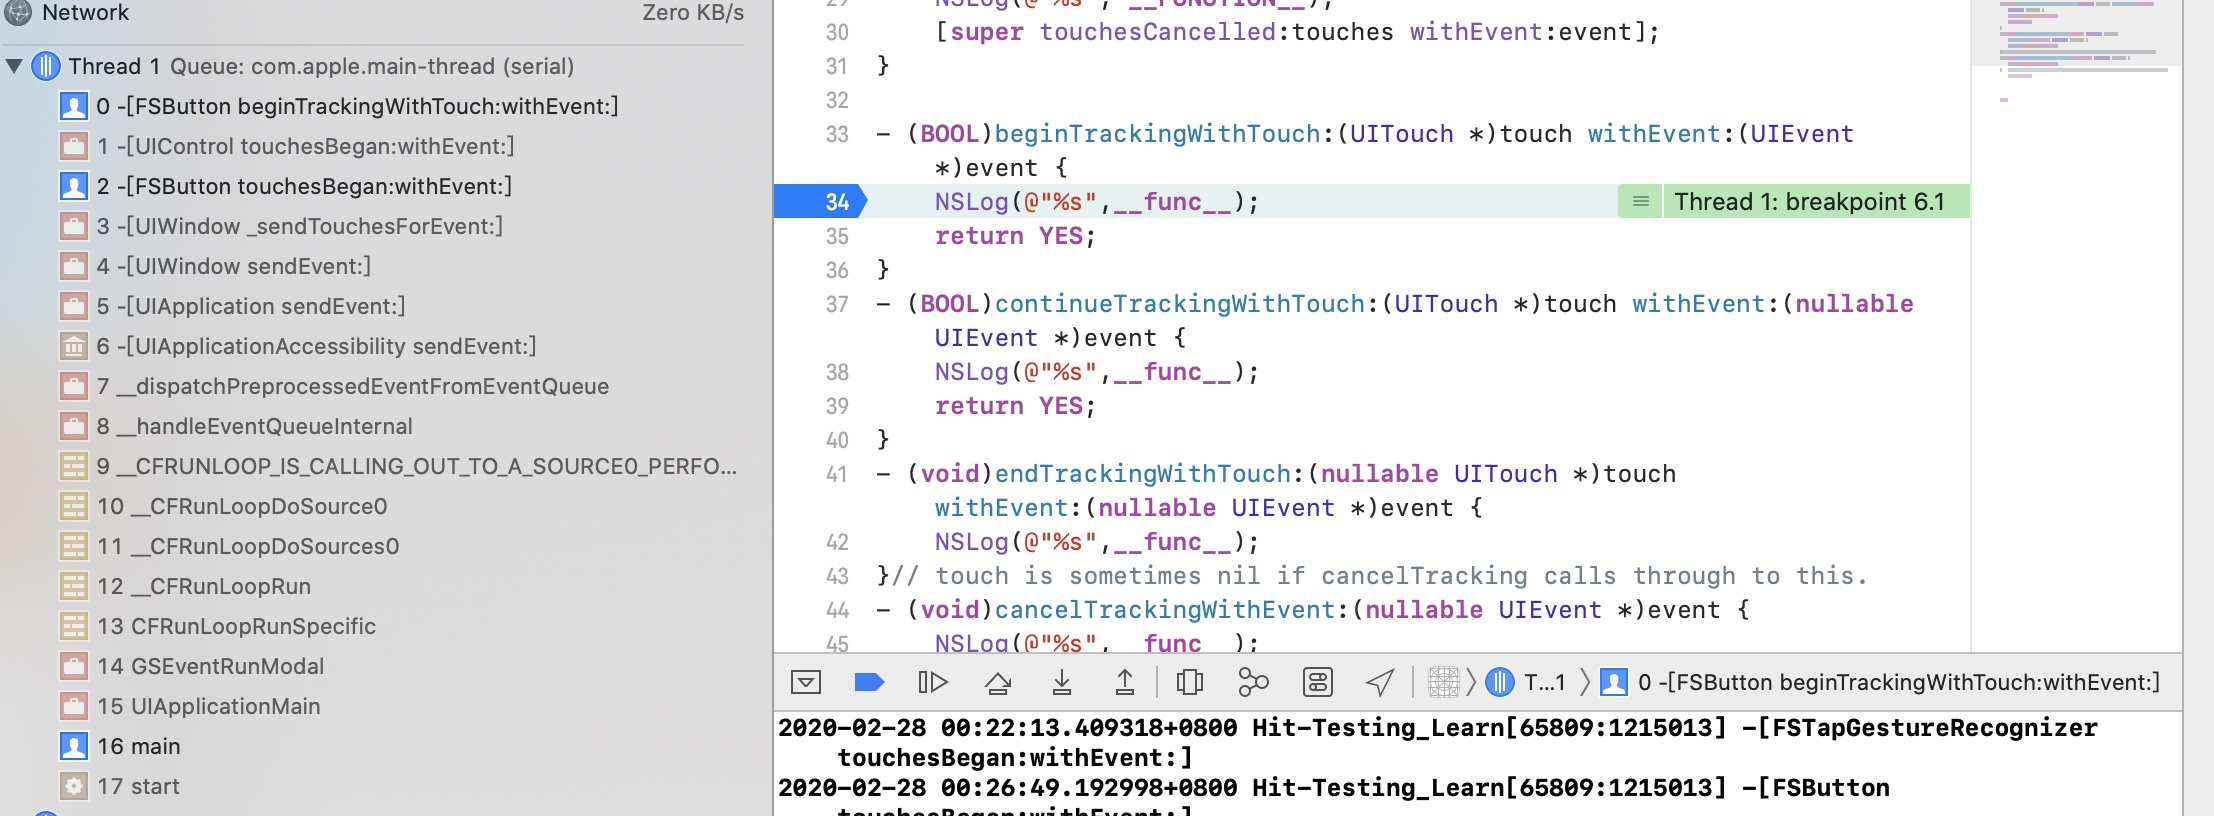 Network Zero KB/s
Thread 1 Queue: com.apple.main-thread (serial)
0 -[FSButton beginTrackingWithTouch:withEvent:]
1 -[UIControl touchesBegan:withEvent:]
2 -[FSButton touchesBegan:withEvent:]
3 -[UIWindow _sendTouchesForEvent:]
4 -[UIWindow sendEvent:]
5 -[UIApplication sendEvent:]
6 -[UIApplicationAccessibility sendEvent:]
7 __dispatchPreprocessedEventFromEventQueue
8 __handleEventQueueInternal
9 __CFRUNLOOP_IS_CALLING_OUT_TO_A_SOURCE0_PERFO...
10 __CFRunLoopDoSource0
11 __CFRunLoopDoSources0
12 __CFRunLoopRun
13 CFRunLoopRunSpecific
14 GSEventRunModal
15 UIApplicationMain
16 main
17 start
29 NSLog(@"%s", __FUNCTION__);
30 [super touchesCancelled:touches withEvent:event];
31 }
32
33 - (BOOL)beginTrackingWithTouch:(UITouch *)touch withEvent:(UIEvent
*)event {
34 NSLog(@"%s",__func__); Thread 1: breakpoint 6.1
35 return YES;
36 }
37 - (BOOL)continueTrackingWithTouch:(UITouch *)touch withEvent:(nullable
UIEvent *)event {
38 NSLog(@"%s",__func__);
39 return YES;
40 }
41 - (void)endTrackingWithTouch:(nullable UITouch *)touch
withEvent:(nullable UIEvent *)event {
42 NSLog(@"%s",__func__);
43 }// touch is sometimes nil if cancelTracking calls through to this.
44 - (void)cancelTrackingWithEvent:(nullable UIEvent *)event {
45 NSLog(@"%s",__func__);
T...1 0 -[FSButton beginTrackingWithTouch:withEvent:]
2020-02-28 00:22:13.409318+0800 Hit-Testing_Learn[65809:1215013] -[FSTapGestureRecognizer
touchesBegan:withEvent:]
2020-02-28 00:26:49.192998+0800 Hit-Testing_Learn[65809:1215013] -[FSButton
touchesBegan:withEvent:]